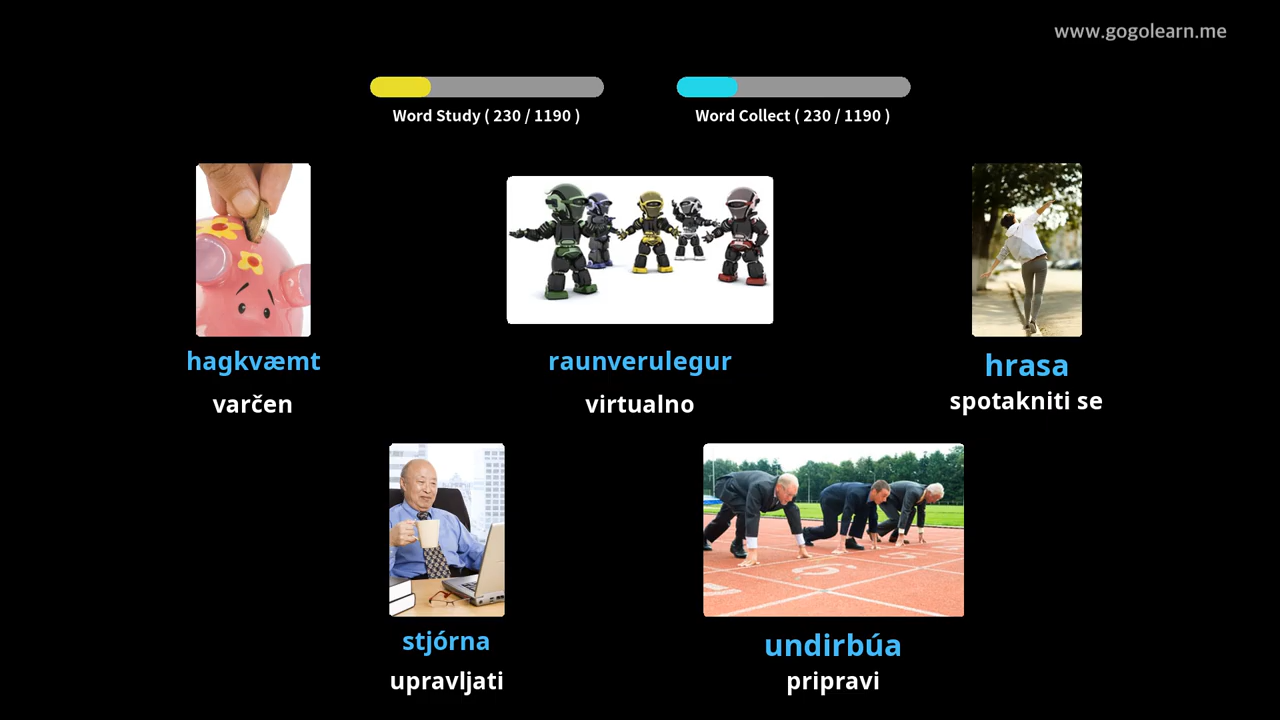 www.gogolearn.me
Word Study ( 230 / 1190 )
Word Collect ( 230 / 1190 )
hagkvæmt
varčen
raunverulegur
virtualno
hrasa
spotakniti se
stjórna
upravljati
undirbúa
pripravi